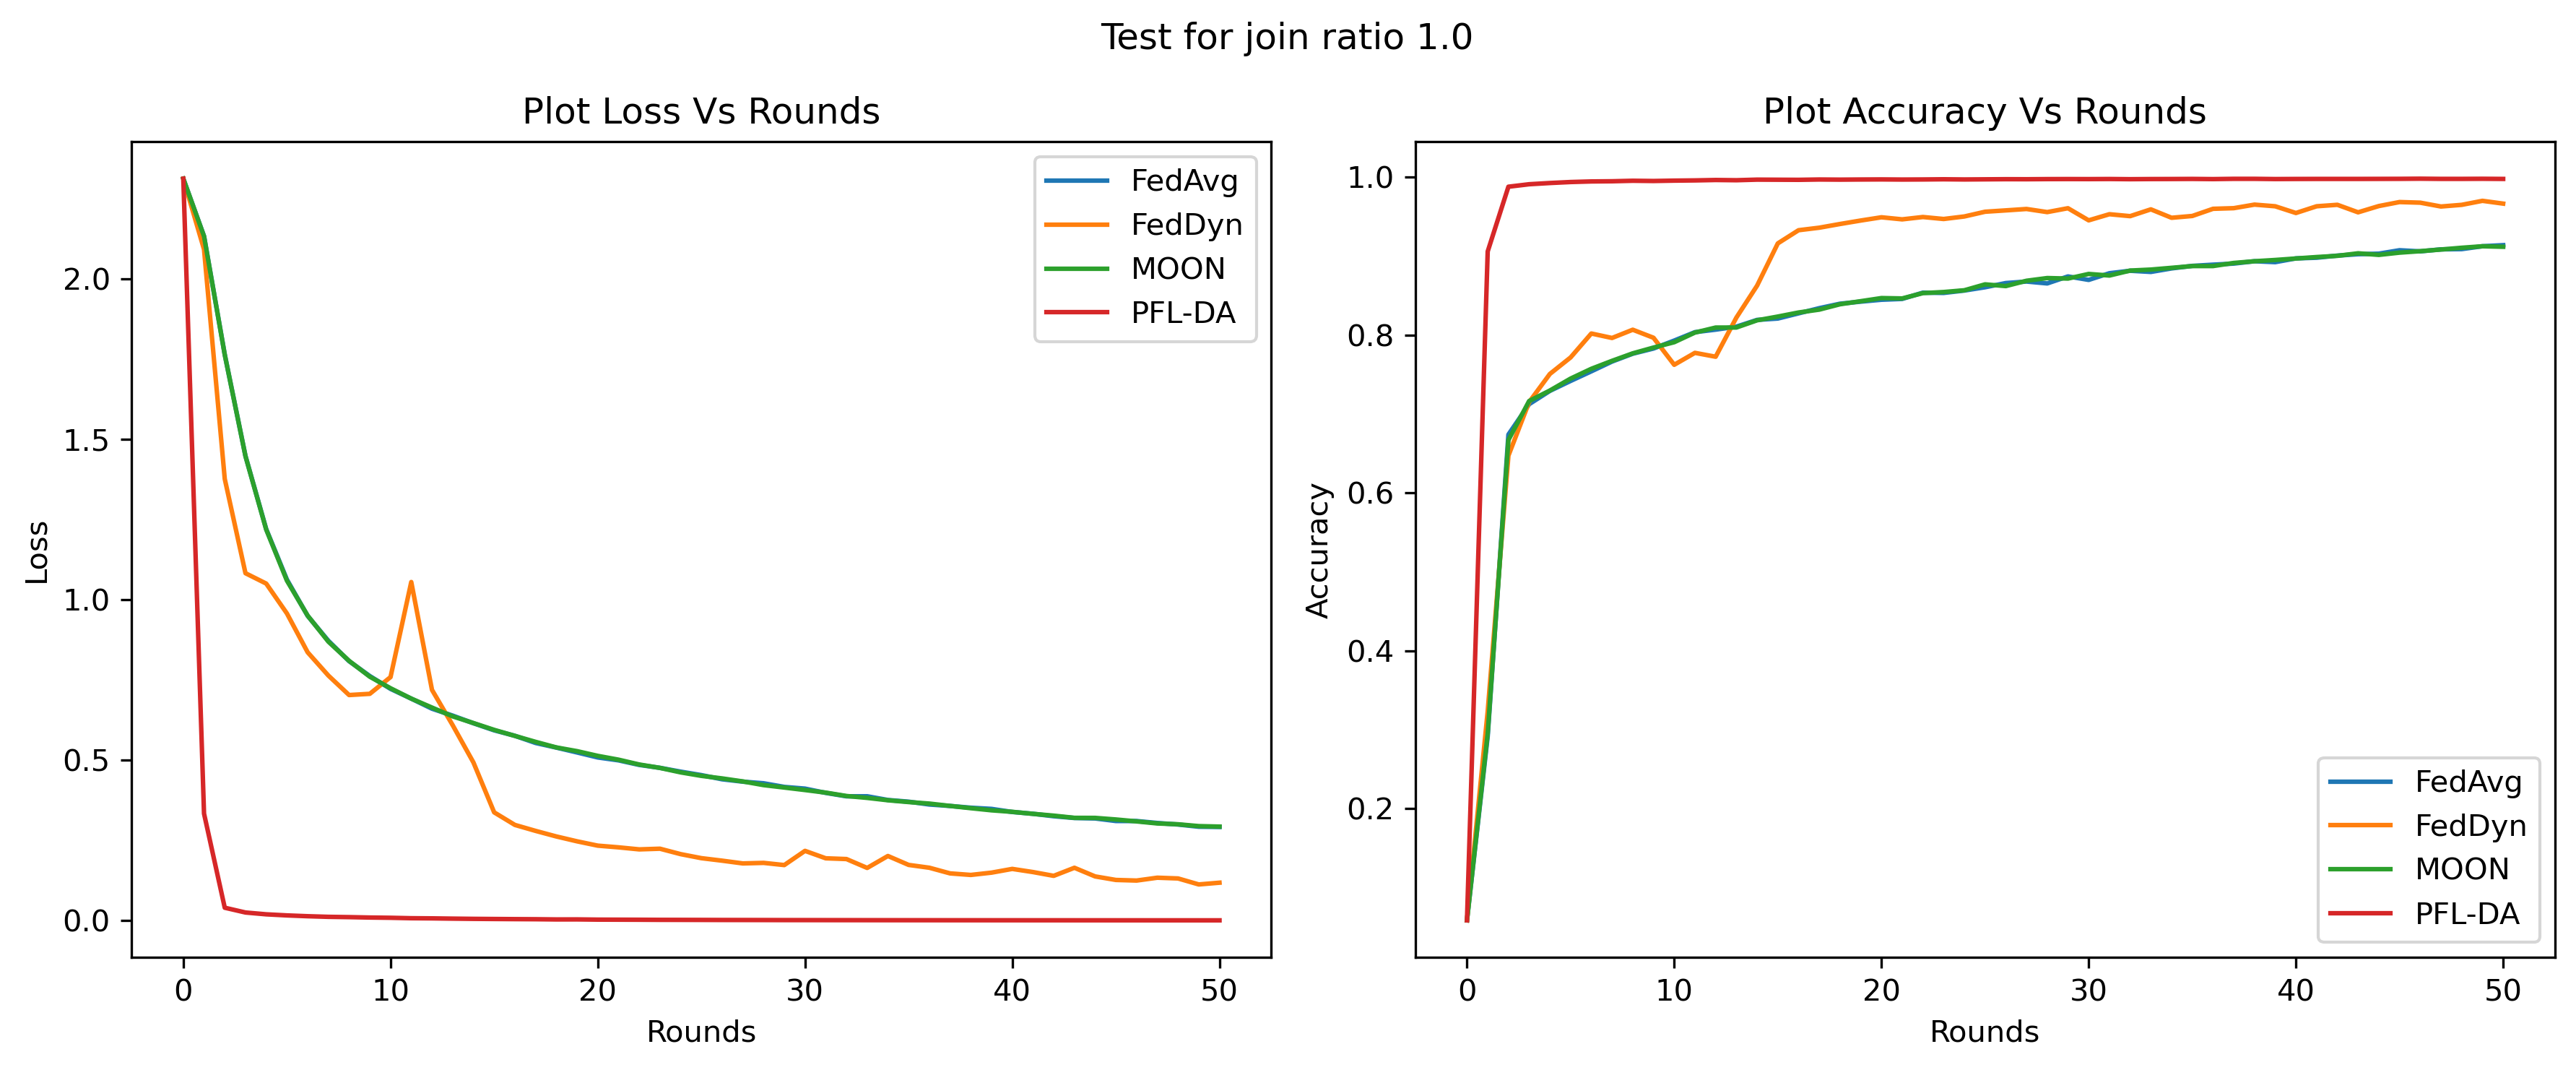 Test for join ratio 1.0
Plot Loss Vs Rounds
Loss
2.0
1.5
1.0
0.5
0.0
0 10 20 30 40 50
Rounds
FedAvg
FedDyn
MOON
PFL-DA
Plot Accuracy Vs Rounds
Accuracy
1.0
0.8
0.6
0.4
0.2
0 10 20 30 40 50
Rounds
FedAvg
FedDyn
MOON
PFL-DA